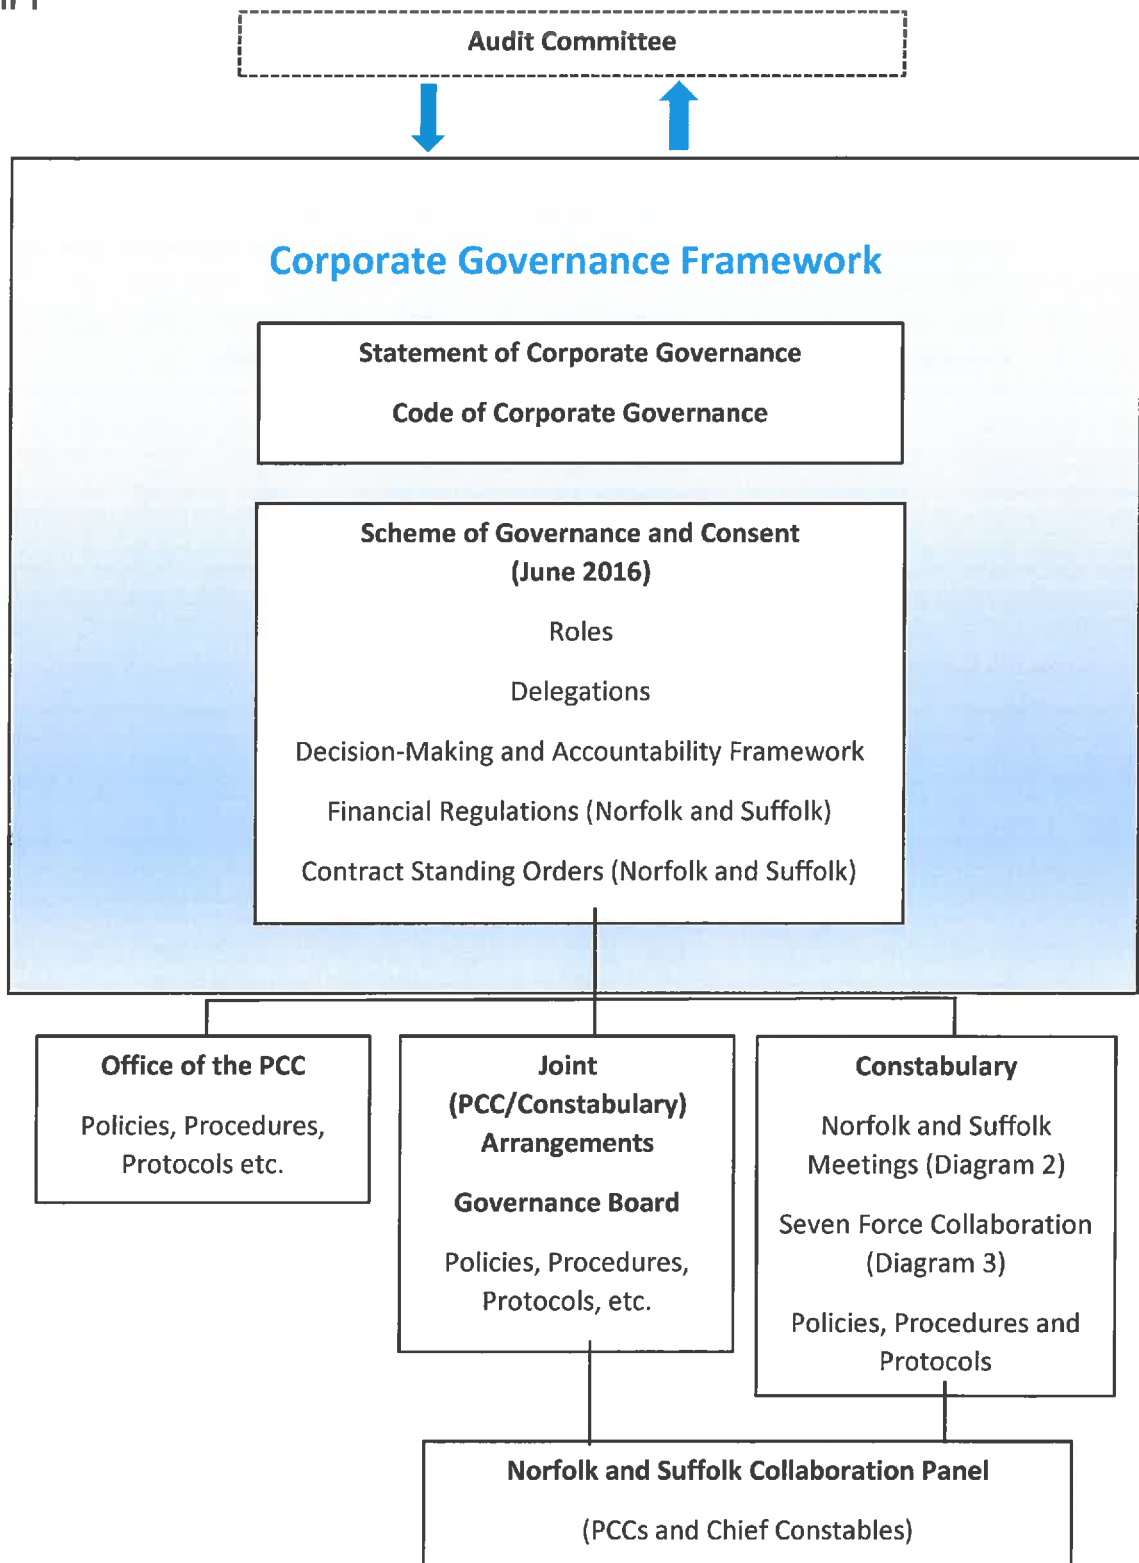 Audit Committee
Corporate Governance Framework
Statement of Corporate Governance
Code of Corporate Governance
Scheme of Governance and Consent
(June 2016)
Roles
Delegations
Decision-Making and Accountability Framework
Financial Regulations (Norfolk and Suffolk)
Contract Standing Orders (Norfolk and Suffolk)
Office of the PCC
Policies, Procedures,
Protocols etc.
Joint
(PCC/Constabulary)
Arrangements
Governance Board
Policies, Procedures,
Protocols, etc.
Constabulary
Norfolk and Suffolk
Meetings (Diagram 2)
Seven Force Collaboration
(Diagram 3)
Policies, Procedures and
Protocols
Norfolk and Suffolk Collaboration Panel
(PCCs and Chief Constables)